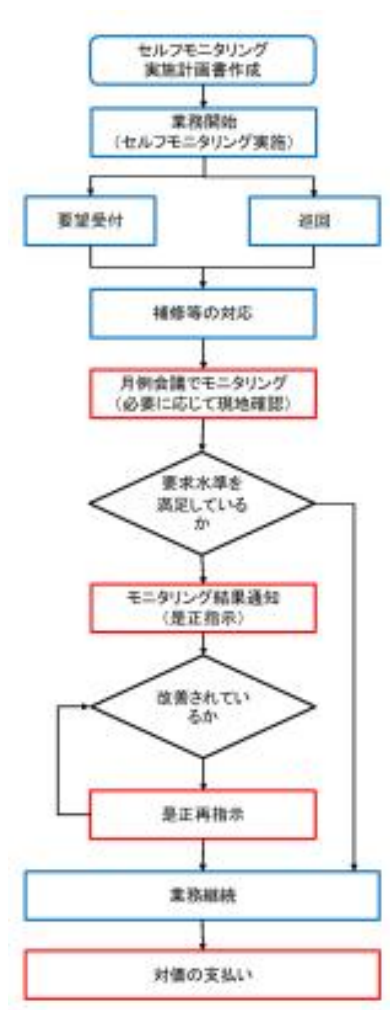 セルフモニタリング
実施計画書作成
業務開始
（セルフモニタリング実施）
要望受付
巡回
補修等の対応
月例会議でモニタリング
（必要に応じて現地確認）
要求水準を
満足している
か
モニタリング結果通知
（是正指示）
改善されてい
るか
是正再指示
業務継続
対価の支払い